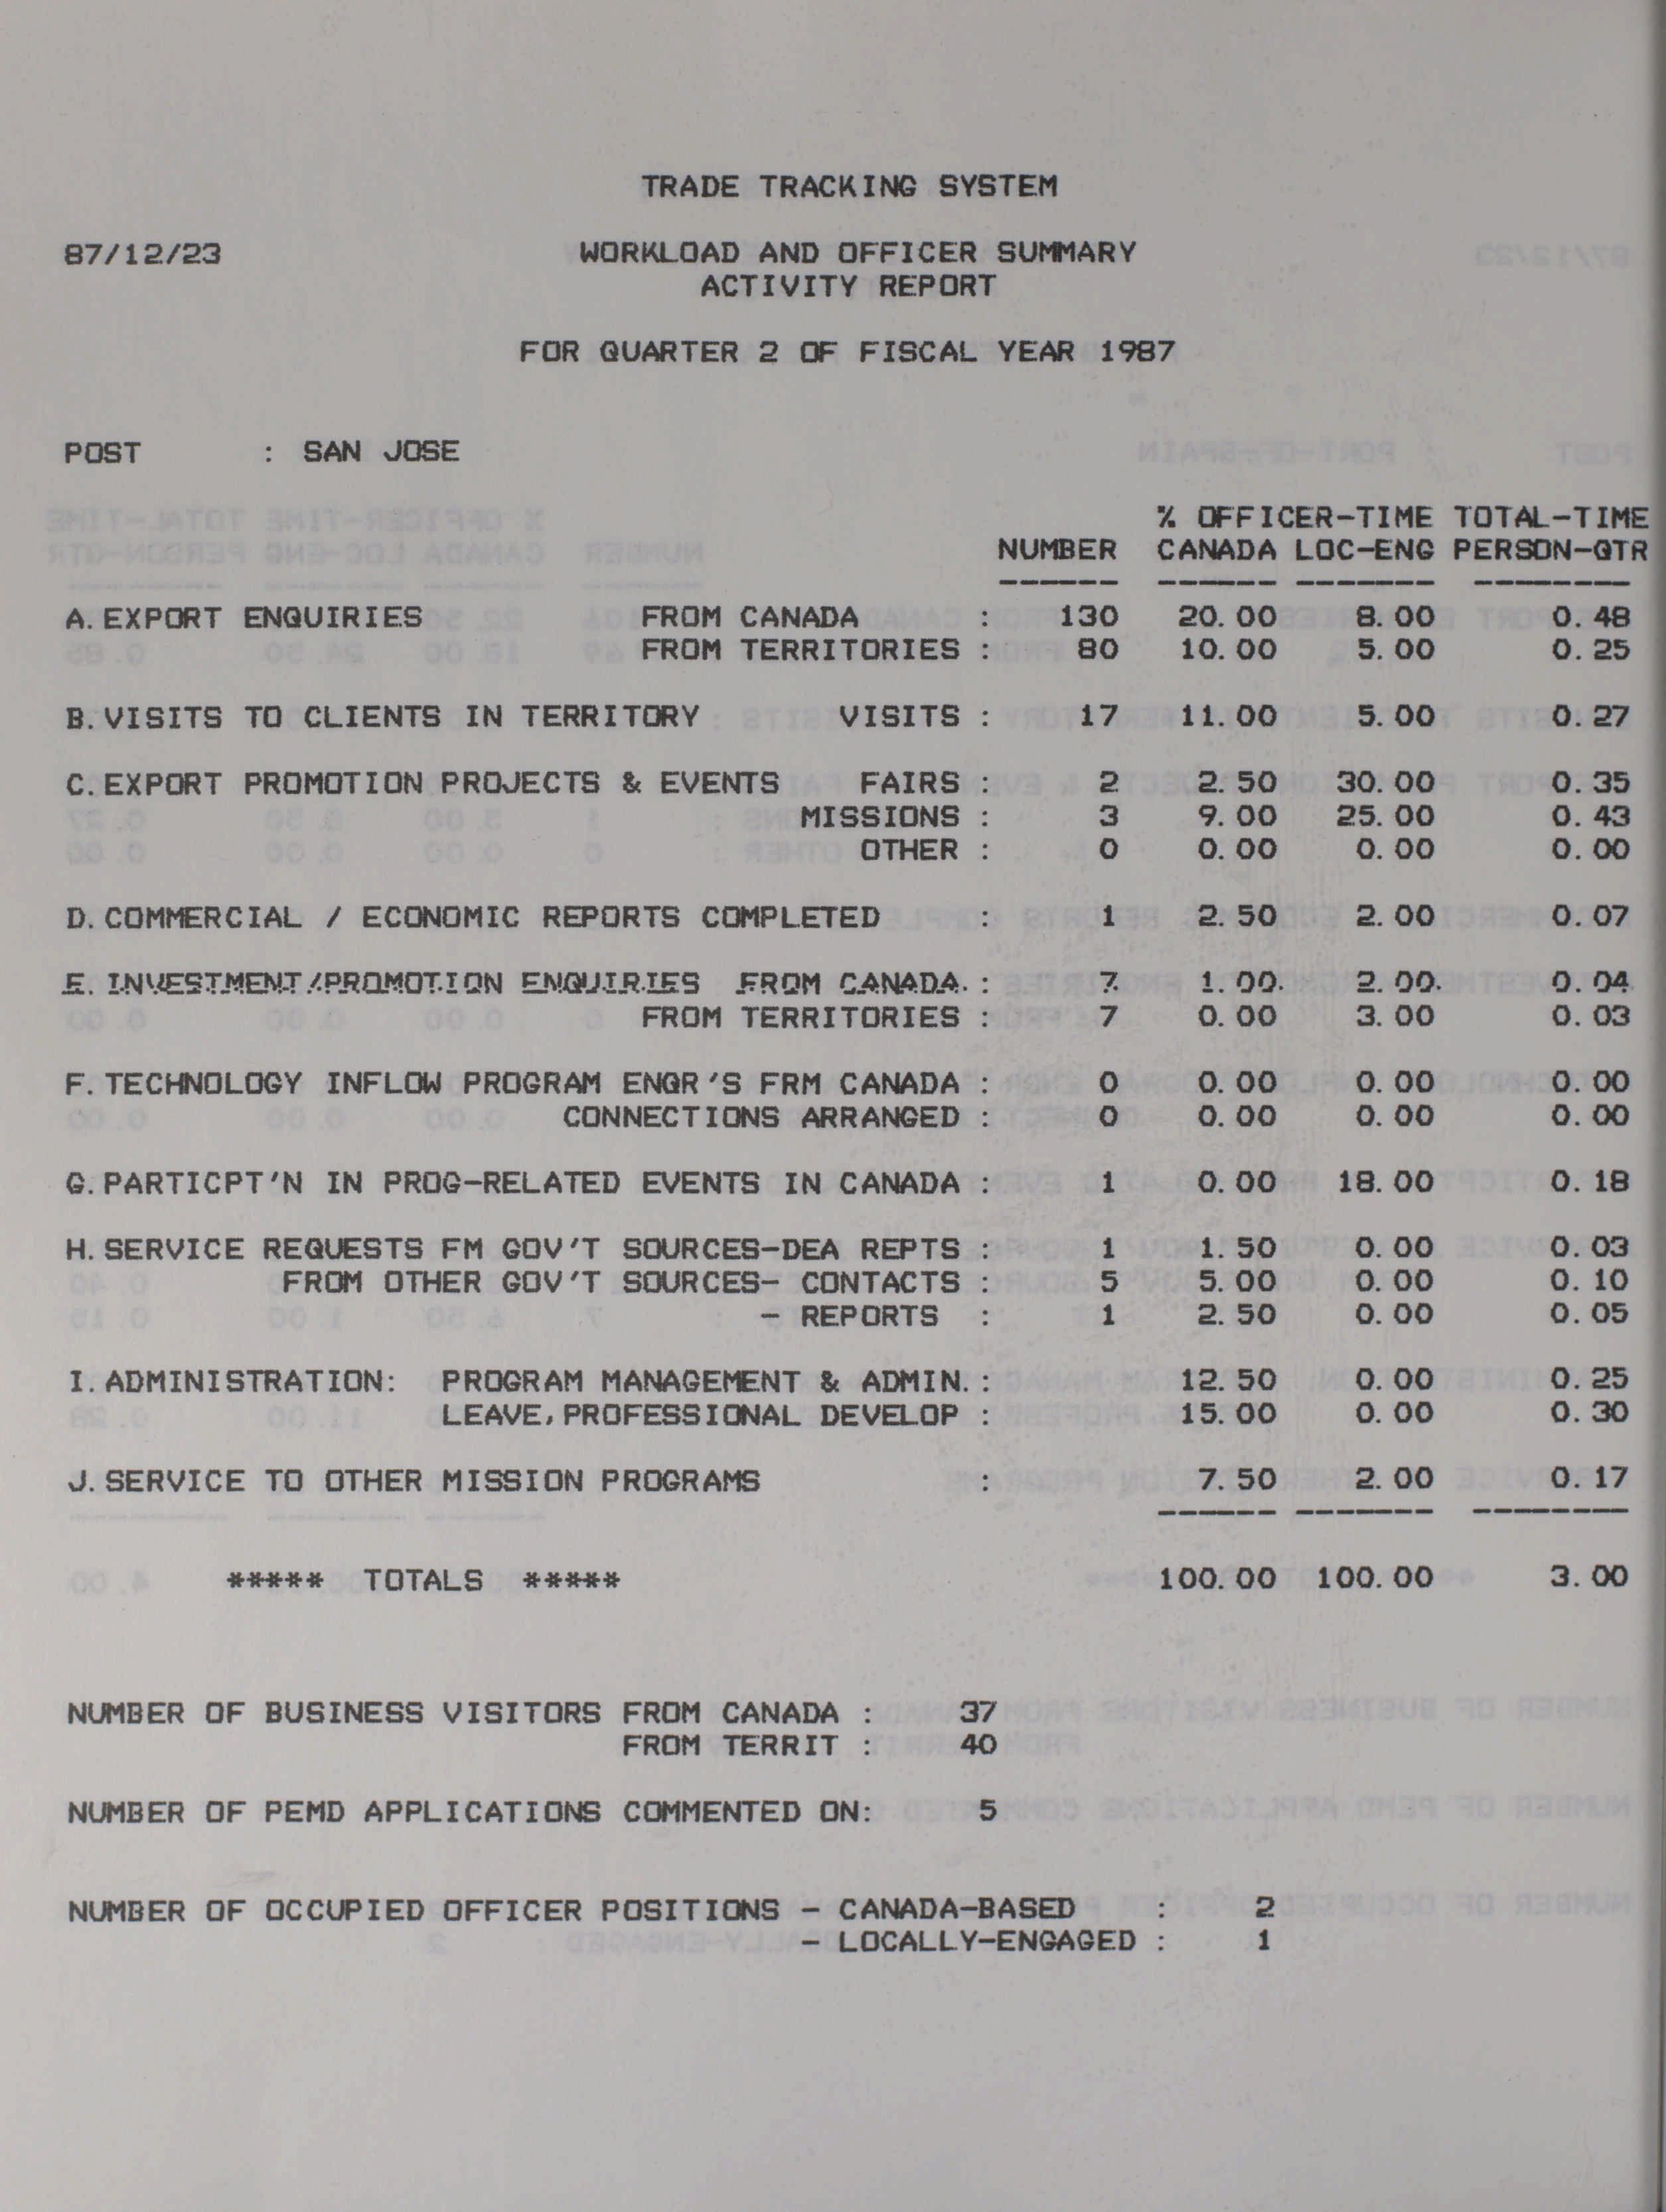 TRADE TRACKING SYSTEM
87/12/23 WORKLOAD AND OFFICER SUMMARY
ACTIVITY REPORT
FOR QUARTER 2 OF FISCAL YEAR 1987
POST : SAN JOSE
% OFFICER-TIME TOTAL-TIME
NUMBER CANADA LOC-ENG PERSON-QTR
------ ------ ------- --------
A. EXPORT ENQUIRIES FROM CANADA : 130 20.00 8.00 0.48
FROM TERRITORIES : 80 10.00 5.00 0.25
B. VISITS TO CLIENTS IN TERRITORY VISITS : 17 11.00 5.00 0.27
C. EXPORT PROMOTION PROJECTS & EVENTS FAIRS : 2 2.50 30.00 0.35
MISSIONS : 3 9.00 25.00 0.43
OTHER : 0 0.00 0.00 0.00
D. COMMERCIAL / ECONOMIC REPORTS COMPLETED : 1 2.50 2.00 0.07
E. INVESTMENT/PROMOTION ENQUIRIES FROM CANADA : 7 1.00 2.00 0.04
FROM TERRITORIES : 7 0.00 3.00 0.03
F. TECHNOLOGY INFLOW PROGRAM ENQR'S FRM CANADA : 0 0.00 0.00 0.00
CONNECTIONS ARRANGED : 0 0.00 0.00 0.00
G. PARTICPT'N IN PROG-RELATED EVENTS IN CANADA : 1 0.00 18.00 0.18
H. SERVICE REQUESTS FM GOV'T SOURCES-DEA REPTS : 1 1.50 0.00 0.03
FROM OTHER GOV'T SOURCES- CONTACTS : 5 5.00 0.00 0.10
- REPORTS : 1 2.50 0.00 0.05
I. ADMINISTRATION: PROGRAM MANAGEMENT & ADMIN. : 12.50 0.00 0.25
LEAVE, PROFESSIONAL DEVELOP : 15.00 0.00 0.30
J. SERVICE TO OTHER MISSION PROGRAMS : 7.50 2.00 0.17
------ ------- --------
***** TOTALS ***** 100.00 100.00 3.00
NUMBER OF BUSINESS VISITORS FROM CANADA : 37
FROM TERRIT : 40
NUMBER OF PEMD APPLICATIONS COMMENTED ON: 5
NUMBER OF OCCUPIED OFFICER POSITIONS - CANADA-BASED : 2
- LOCALLY-ENGAGED : 1